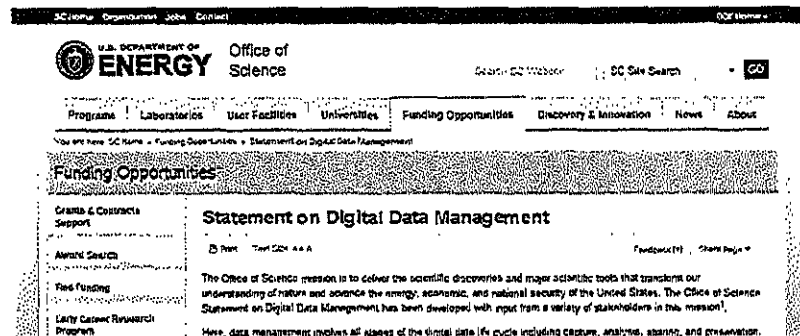 SC Home Organization Jobs Contact DOE Home
U.S. DEPARTMENT OF
ENERGY
Office of
Science
Search SC Website SC Site Search GO
Programs Laboratories User Facilities Universities Funding Opportunities Discovery & Innovation News About
You are here: SC Home » Funding Opportunities » Statement on Digital Data Management
Funding Opportunities
Grants & Contracts
Support
Award Search
Find Funding
Early Career Research
Program
Statement on Digital Data Management
Print Text Size: A A A Feedback Share Page
The Office of Science mission is to deliver the scientific discoveries and major scientific tools that transform our
understanding of nature and advance the energy, economic, and national security of the United States. The Office of Science
Statement on Digital Data Management has been developed with input from a variety of stakeholders in this mission¹.
Here, data management involves all stages of the digital data life cycle including capture, analysis, sharing, and preservation.